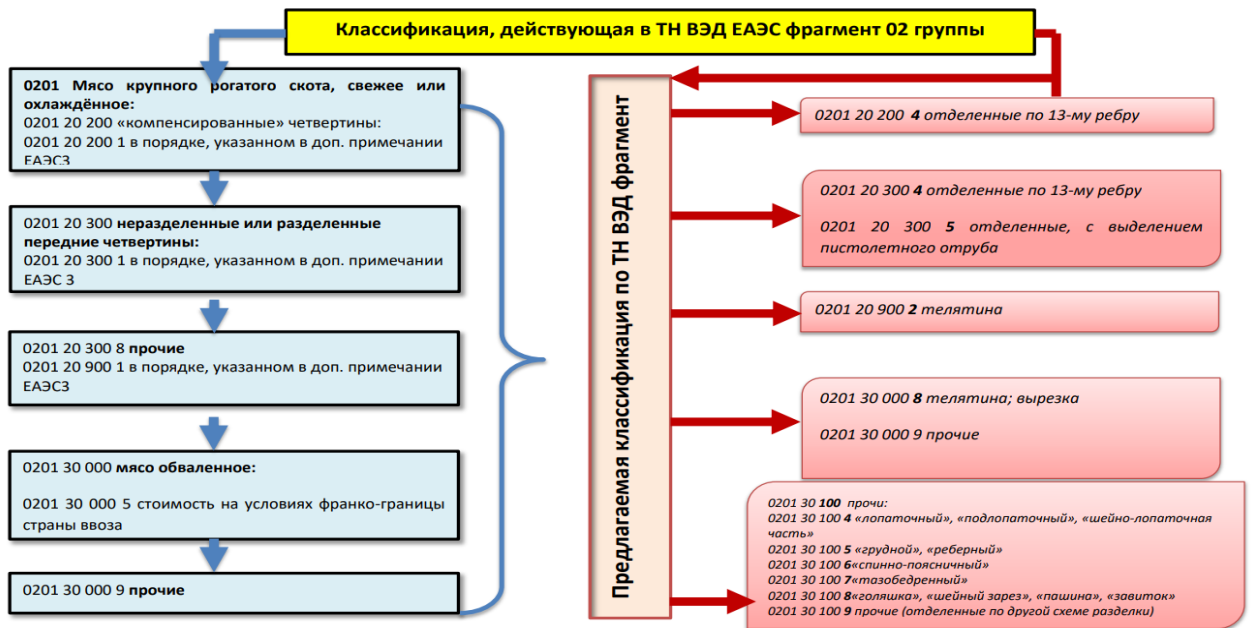 Классификация, действующая в ТН ВЭД ЕАЭС фрагмент 02 группы
0201 Мясо крупного рогатого скота, свежее или
охлаждённое:
0201 20 200 «компенсированные» четвертины:
0201 20 200 1 в порядке, указанном в доп. примечании
ЕАЭС3
0201 20 300 неразделенные или разделенные
передние четвертины:
0201 20 300 1 в порядке, указанном в доп. примечании
ЕАЭС 3
0201 20 300 8 прочие
0201 20 900 1 в порядке, указанном в доп. примечании
ЕАЭС3
0201 30 000 мясо обваленное:
0201 30 000 5 стоимость на условиях франко-границы
страны ввоза
0201 30 000 9 прочие
Предлагаемая классификация по ТН ВЭД фрагмент
0201 20 200 4 отделенные по 13-му ребру
0201 20 300 4 отделенные по 13-му ребру
0201 20 300 5 отделенные, с выделением
пистолетного отруба
0201 20 900 2 телятина
0201 30 000 8 телятина; вырезка
0201 30 000 9 прочие
0201 30 100 прочи:
0201 30 100 4 «лопаточный», «подлопаточный», «шейно-лопаточная
часть»
0201 30 100 5 «грудной», «реберный»
0201 30 100 6«спинно-поясничный»
0201 30 100 7«тазобедренный»
0201 30 100 8«голяшка», «шейный зарез», «пашина», «завиток»
0201 30 100 9 прочие (отделенные по другой схеме разделки)